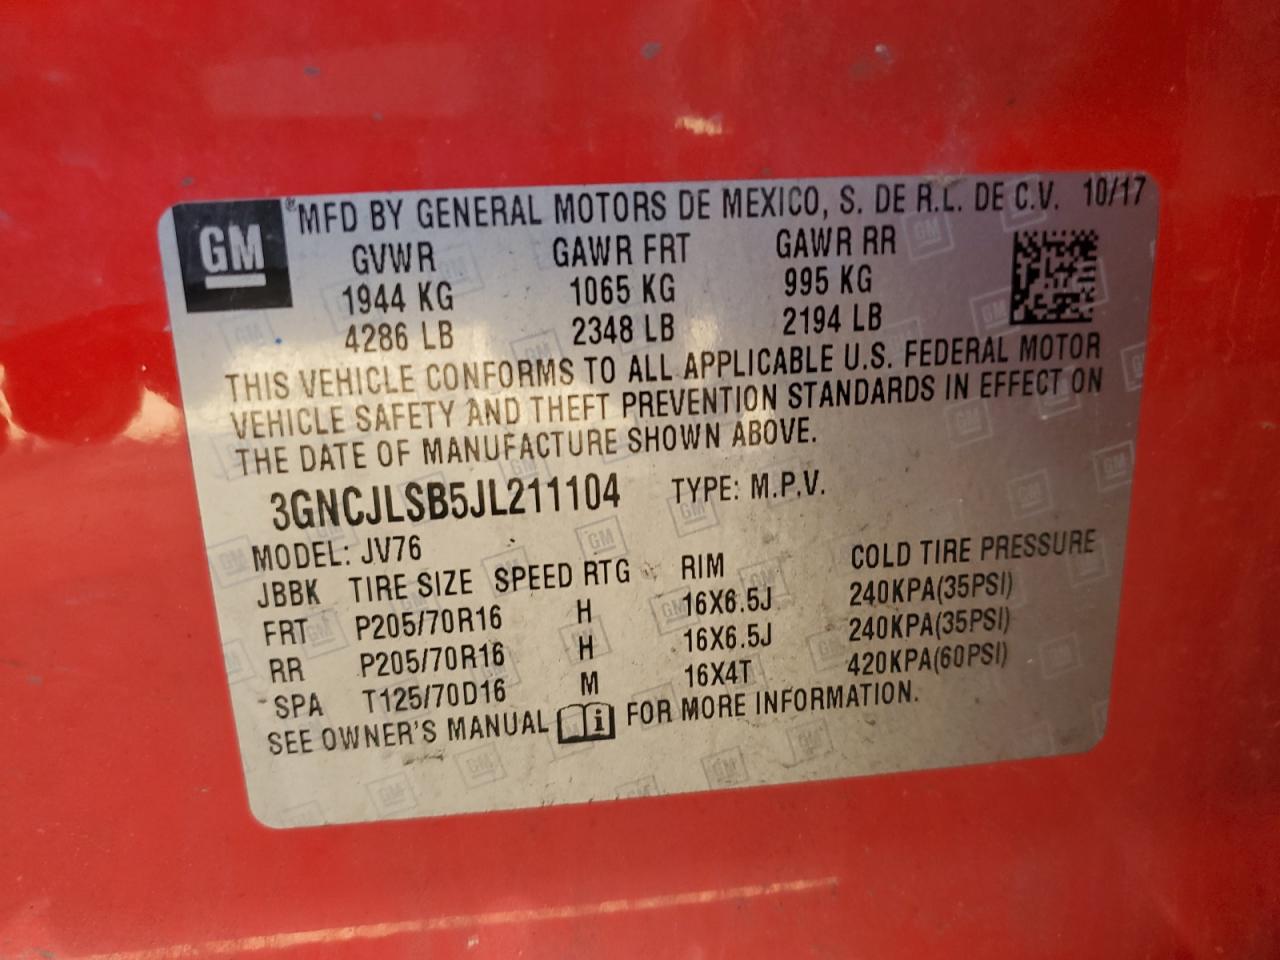 GM
® MFD BY GENERAL MOTORS DE MEXICO, S. DE R.L. DE C.V. 10/17
GVWR GAWR FRT GAWR RR
1944 KG 1065 KG 995 KG
4286 LB 2348 LB 2194 LB
THIS VEHICLE CONFORMS TO ALL APPLICABLE U.S. FEDERAL MOTOR
VEHICLE SAFETY AND THEFT PREVENTION STANDARDS IN EFFECT ON
THE DATE OF MANUFACTURE SHOWN ABOVE.
3GNCJLSB5JL211104 TYPE: M.P.V.
MODEL: JV76
JBBK TIRE SIZE SPEED RTG RIM COLD TIRE PRESSURE
FRT P205/70R16 H 16X6.5J 240KPA(35PSI)
RR P205/70R16 H 16X6.5J 240KPA(35PSI)
SPA T125/70D16 M 16X4T 420KPA(60PSI)
SEE OWNER'S MANUAL i FOR MORE INFORMATION.